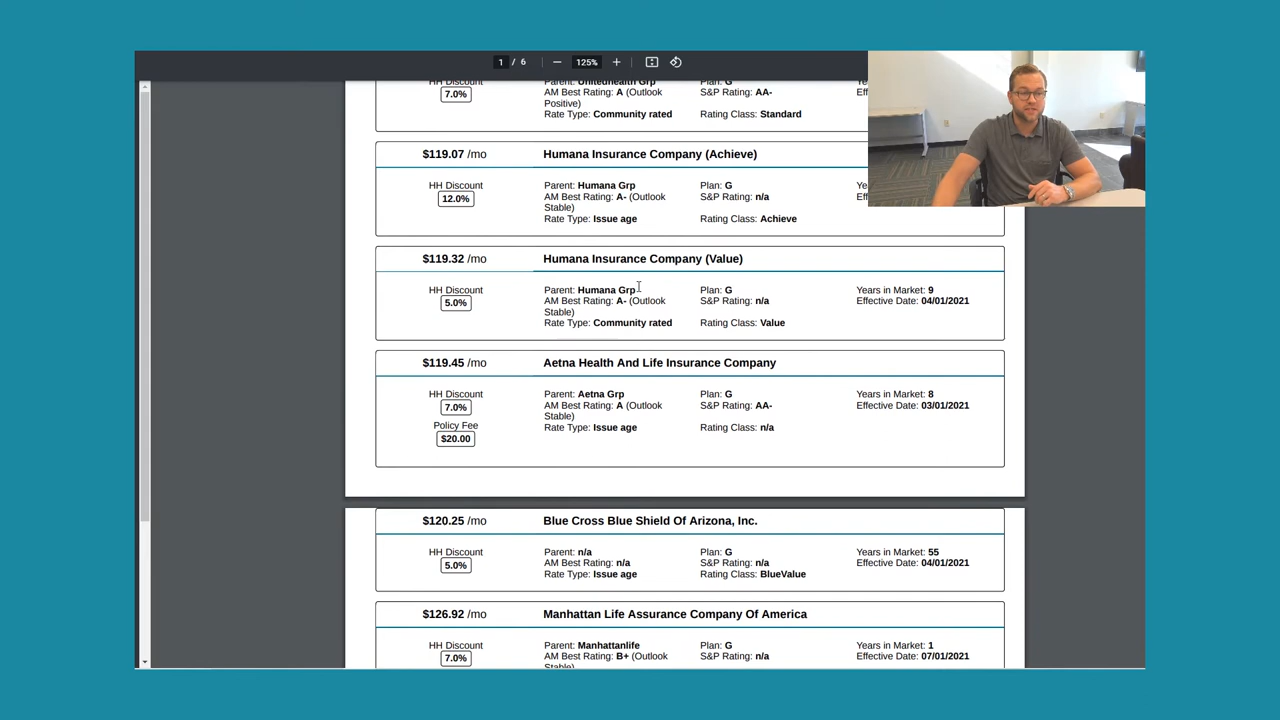 1 / 6 − 125% +
HH Discount Parent: Unitedhealth Grp Plan: G
7.0% AM Best Rating: A (Outlook S&P Rating: AA- Eff
Positive)
Rate Type: Community rated Rating Class: Standard
$119.07 /mo Humana Insurance Company (Achieve)
HH Discount Parent: Humana Grp Plan: G Ye
12.0% AM Best Rating: A- (Outlook S&P Rating: n/a Eff
Stable)
Rate Type: Issue age Rating Class: Achieve
$119.32 /mo Humana Insurance Company (Value)
HH Discount Parent: Humana Grp Plan: G Years in Market: 9
5.0% AM Best Rating: A- (Outlook S&P Rating: n/a Effective Date: 04/01/2021
Stable)
Rate Type: Community rated Rating Class: Value
$119.45 /mo Aetna Health And Life Insurance Company
HH Discount Parent: Aetna Grp Plan: G Years in Market: 8
7.0% AM Best Rating: A (Outlook S&P Rating: AA- Effective Date: 03/01/2021
Stable)
Policy Fee Rate Type: Issue age Rating Class: n/a
$20.00
$120.25 /mo Blue Cross Blue Shield Of Arizona, Inc.
HH Discount Parent: n/a Plan: G Years in Market: 55
5.0% AM Best Rating: n/a S&P Rating: n/a Effective Date: 04/01/2021
Rate Type: Issue age Rating Class: BlueValue
$126.92 /mo Manhattan Life Assurance Company Of America
HH Discount Parent: Manhattanlife Plan: G Years in Market: 1
7.0% AM Best Rating: B+ (Outlook S&P Rating: n/a Effective Date: 07/01/2021
Stable)